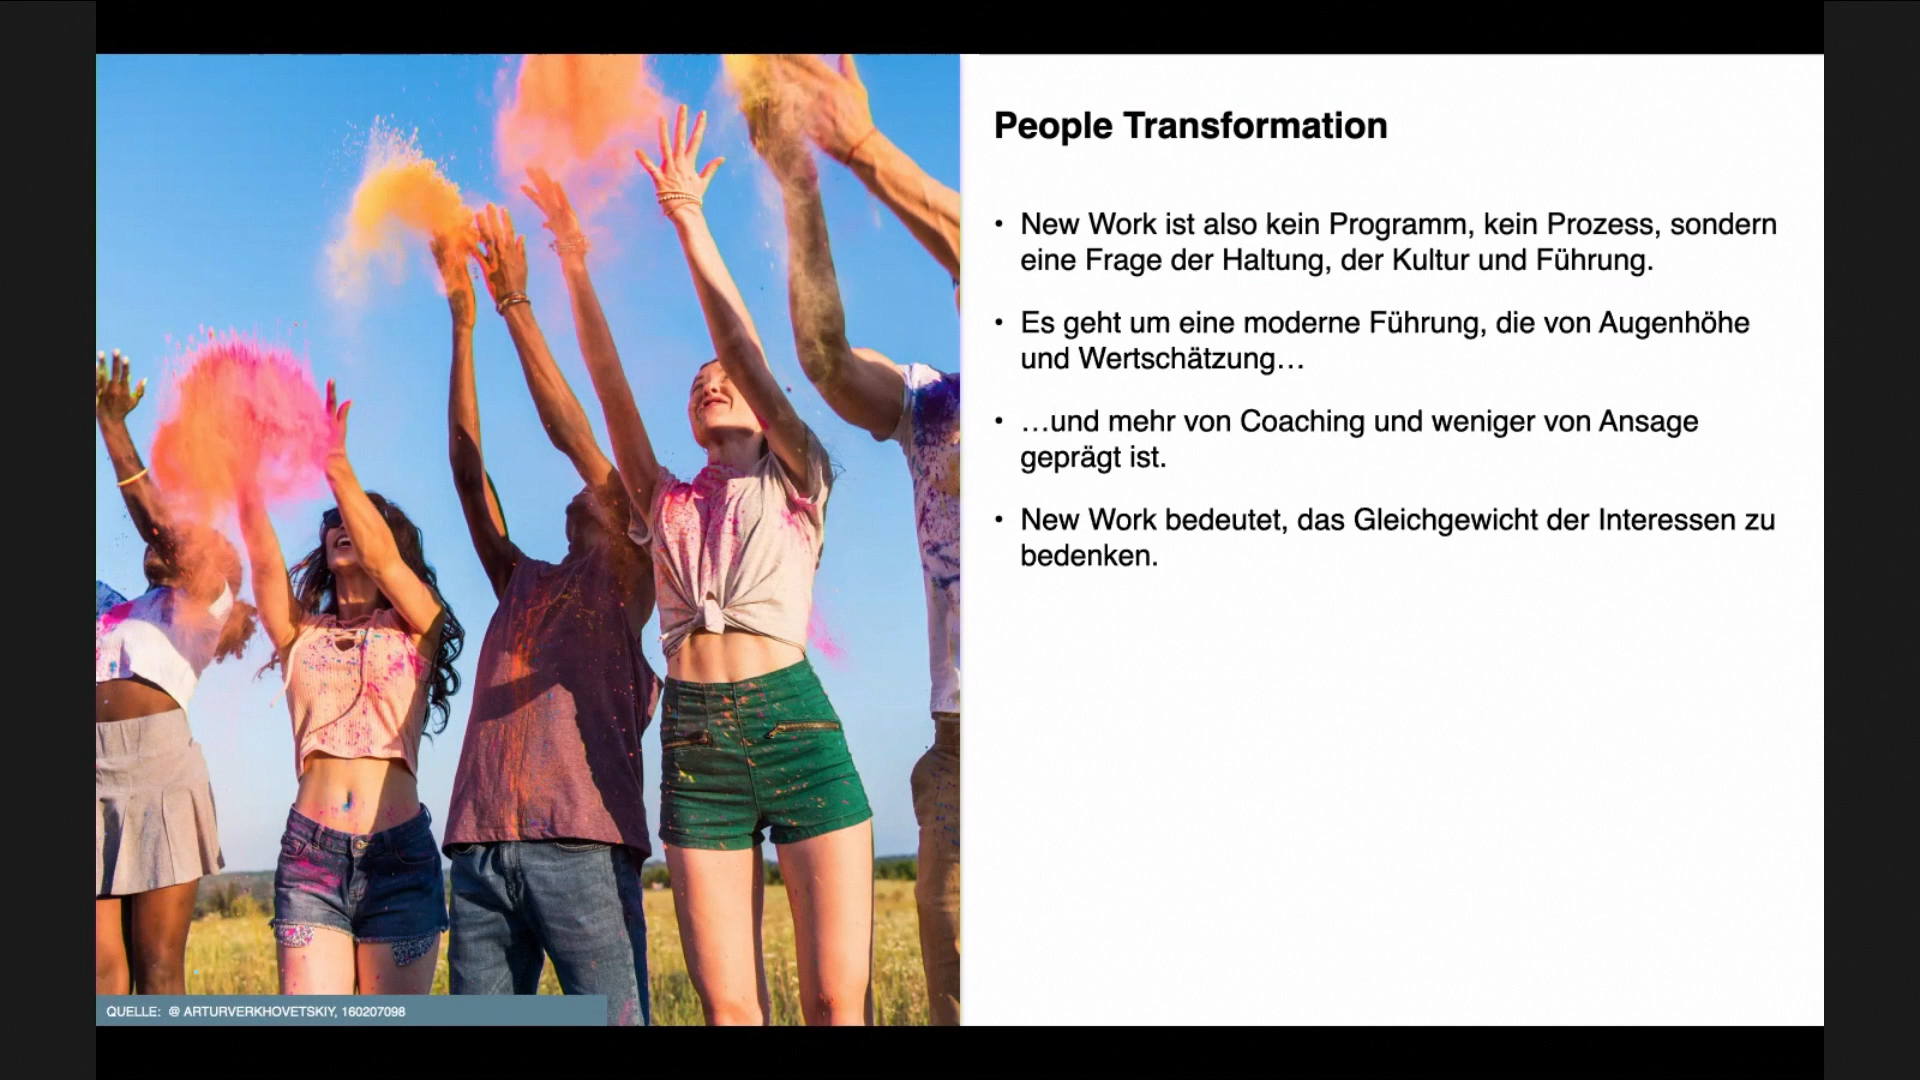 People Transformation
• New Work ist also kein Programm, kein Prozess, sondern
eine Frage der Haltung, der Kultur und Führung.
• Es geht um eine moderne Führung, die von Augenhöhe
und Wertschätzung…
• …und mehr von Coaching und weniger von Ansage
geprägt ist.
• New Work bedeutet, das Gleichgewicht der Interessen zu
bedenken.
QUELLE: @ ARTURVERKHOVETSKIY, 160207098